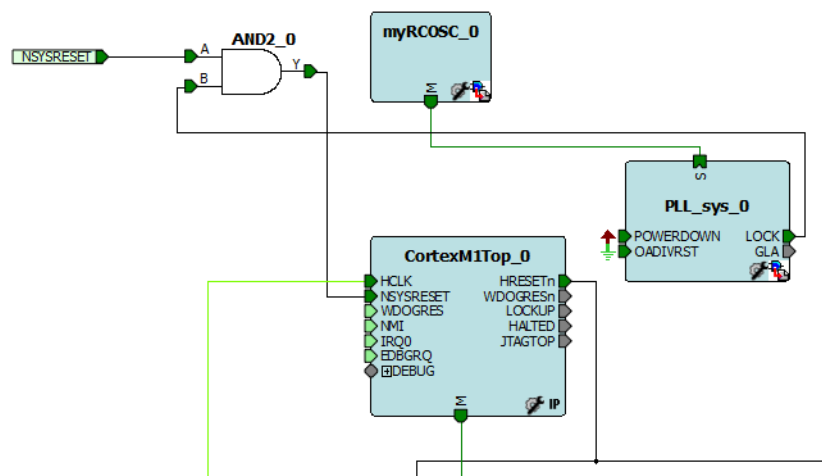 NSYSRESET
AND2_0
A
B
Y
myRCOSC_0
M
S
PLL_sys_0
POWERDOWN
LOCK
OADIVRST
GLA
CortexM1Top_0
HCLK
HRESETn
NSYSRESET
WDOGRESn
WDOGRES
LOCKUP
NMI
HALTED
IRQ0
JTAGTOP
EDBGRQ
DEBUG
M
IP